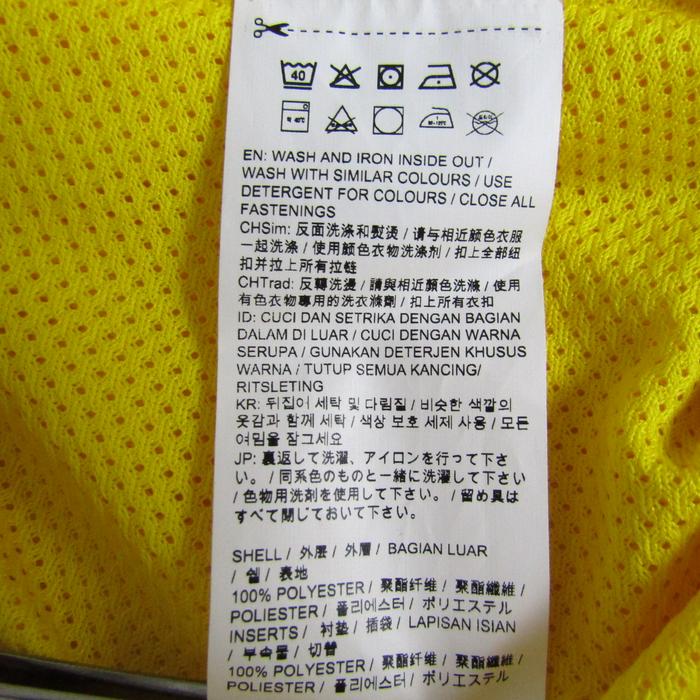 40
EN: WASH AND IRON INSIDE OUT /
WASH WITH SIMILAR COLOURS / USE
DETERGENT FOR COLOURS / CLOSE ALL
FASTENINGS
CHSim: 反面洗涤和熨烫 / 请与相近颜色衣服
一起洗涤 / 使用颜色衣物洗涤剂 / 扣上全部纽
扣并拉上所有拉链
CHTrad: 反轉洗燙 / 請與相近顏色洗滌 / 使用
有色衣物專用的洗衣滌劑 / 扣上所有衣扣
ID: CUCI DAN SETRIKA DENGAN BAGIAN
DALAM DI LUAR / CUCI DENGAN WARNA
SERUPA / GUNAKAN DETERJEN KHUSUS
WARNA / TUTUP SEMUA KANCING/
RITSLETING
KR: 뒤집어 세탁 및 다림질 / 비슷한 색깔의
옷감과 함께 세탁 / 색상 보호 세제 사용 / 모든
여밈을 잠그세요
JP: 裏返して洗濯、アイロンを行って下さ
い。 / 同系色のものと一緒に洗濯して下さい
/ 色物用洗剤を使用して下さい。 / 留め具は
すべて閉じておいて下さい。
SHELL / 外层 / 外層 / BAGIAN LUAR
/ 쉘 / 表地
100% POLYESTER / 聚酯纤维 / 聚酯纖維 /
POLIESTER / 폴리에스터 / ポリエステル
INSERTS / 衬垫 / 插袋 / LAPISAN ISIAN
/ 부속물 / 切替
100% POLYESTER / 聚酯纤维 / 聚酯纖維 /
POLIESTER / 폴리에스터 / ポリエステル